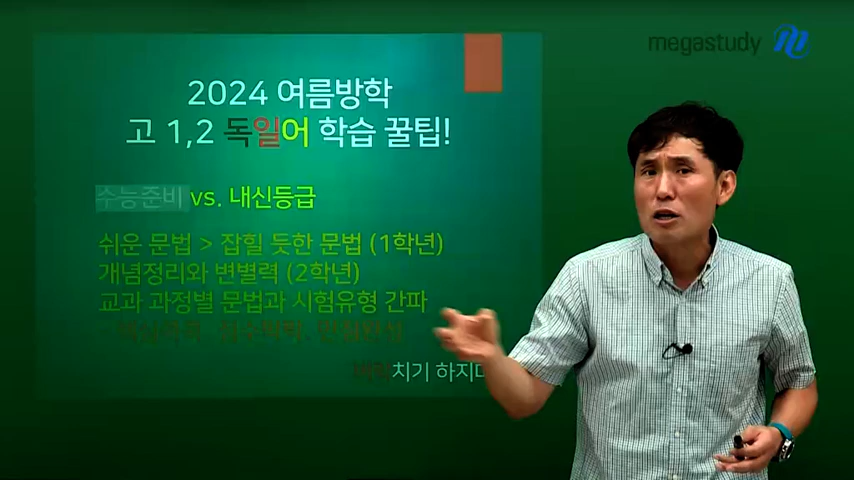 megastudy
2024 여름방학
고 1,2 독일어 학습 꿀팁!
수능준비 vs. 내신등급
쉬운 문법 > 잡힐 듯한 문법 (1학년)
개념정리와 변별력 (2학년)
교과 과정별 문법과 시험유형 간파
치기 하지